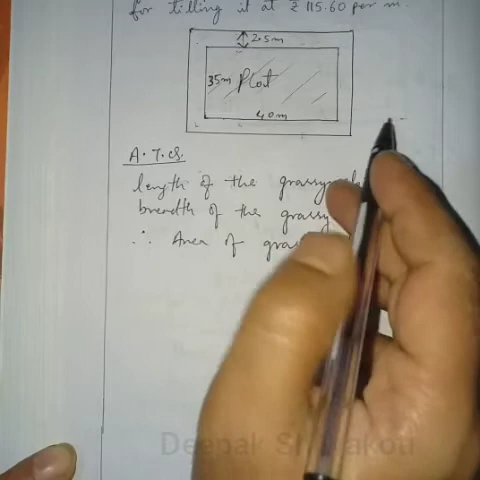 for tilling it at ₹ 115.60 per m.
2.5m
35m Plot
40m
A.T.Q.
length of the grassy
breadth of the grassy
∴ Area of
Deepak